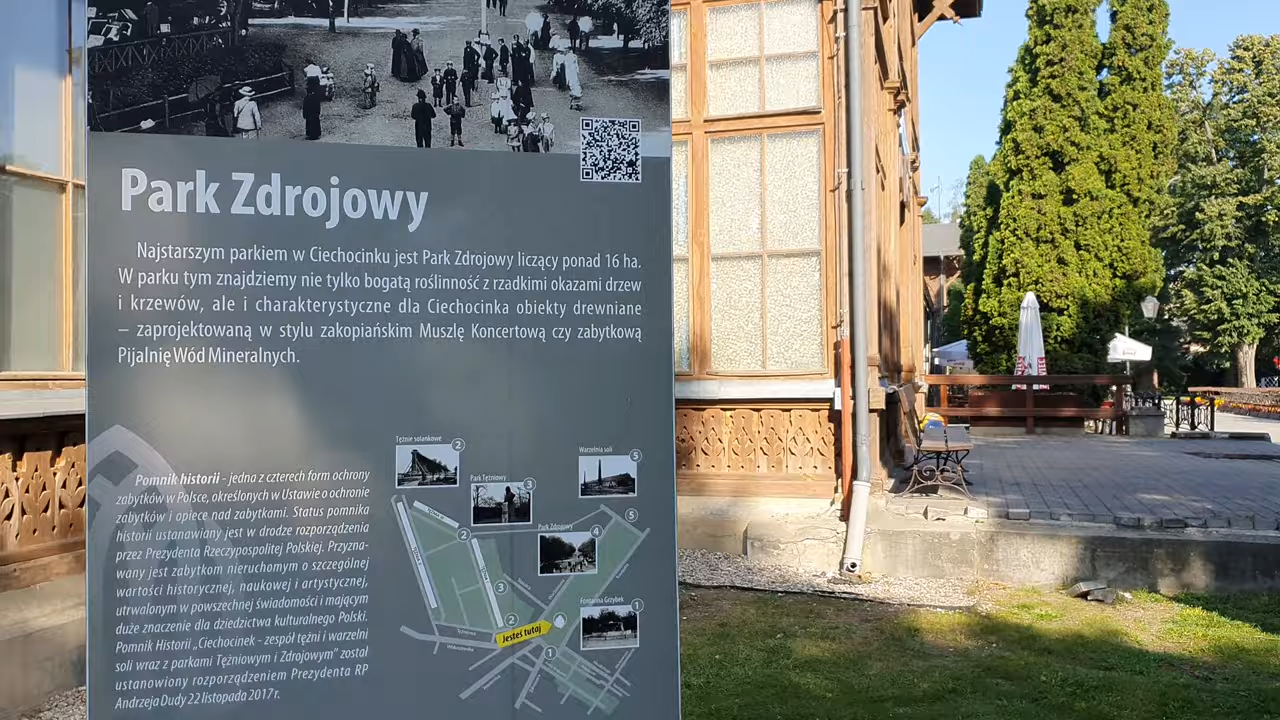 Park Zdrojowy
Najstarszym parkiem w Ciechocinku jest Park Zdrojowy liczący ponad 16 ha.
W parku tym znajdziemy nie tylko bogatą roślinność z rzadkimi okazami drzew
i krzewów, ale i charakterystyczne dla Ciechocinka obiekty drewniane
– zaprojektowaną w stylu zakopiańskim Muszlę Koncertową czy zabytkową
Pijalnię Wód Mineralnych.
Pomnik historii - jedna z czterech form ochrony
zabytków w Polsce, określonych w Ustawie o ochronie
zabytków i opiece nad zabytkami. Status pomnika
historii ustanawiany jest w drodze rozporządzenia
przez Prezydenta Rzeczypospolitej Polskiej. Przyzna-
wany jest zabytkom nieruchomym o szczególnej
wartości historycznej, naukowej i artystycznej,
utrwalonym w powszechnej świadomości i mającym
duże znaczenie dla dziedzictwa kulturalnego Polski.
Pomnik Historii „Ciechocinek - zespół tężni i warzelni
soli wraz z parkami Tężniowym i Zdrojowym" został
ustanowiony rozporządzeniem Prezydenta RP
Andrzeja Dudy 22 listopada 2017 r.
Tężnie solankowe 2
Warzelnia soli 5
Park Tężniowy 3
Park Zdrojowy 4
Fontanna Grzybek 1
2
5
3
2
Jesteś tutaj
1
Tężniowa